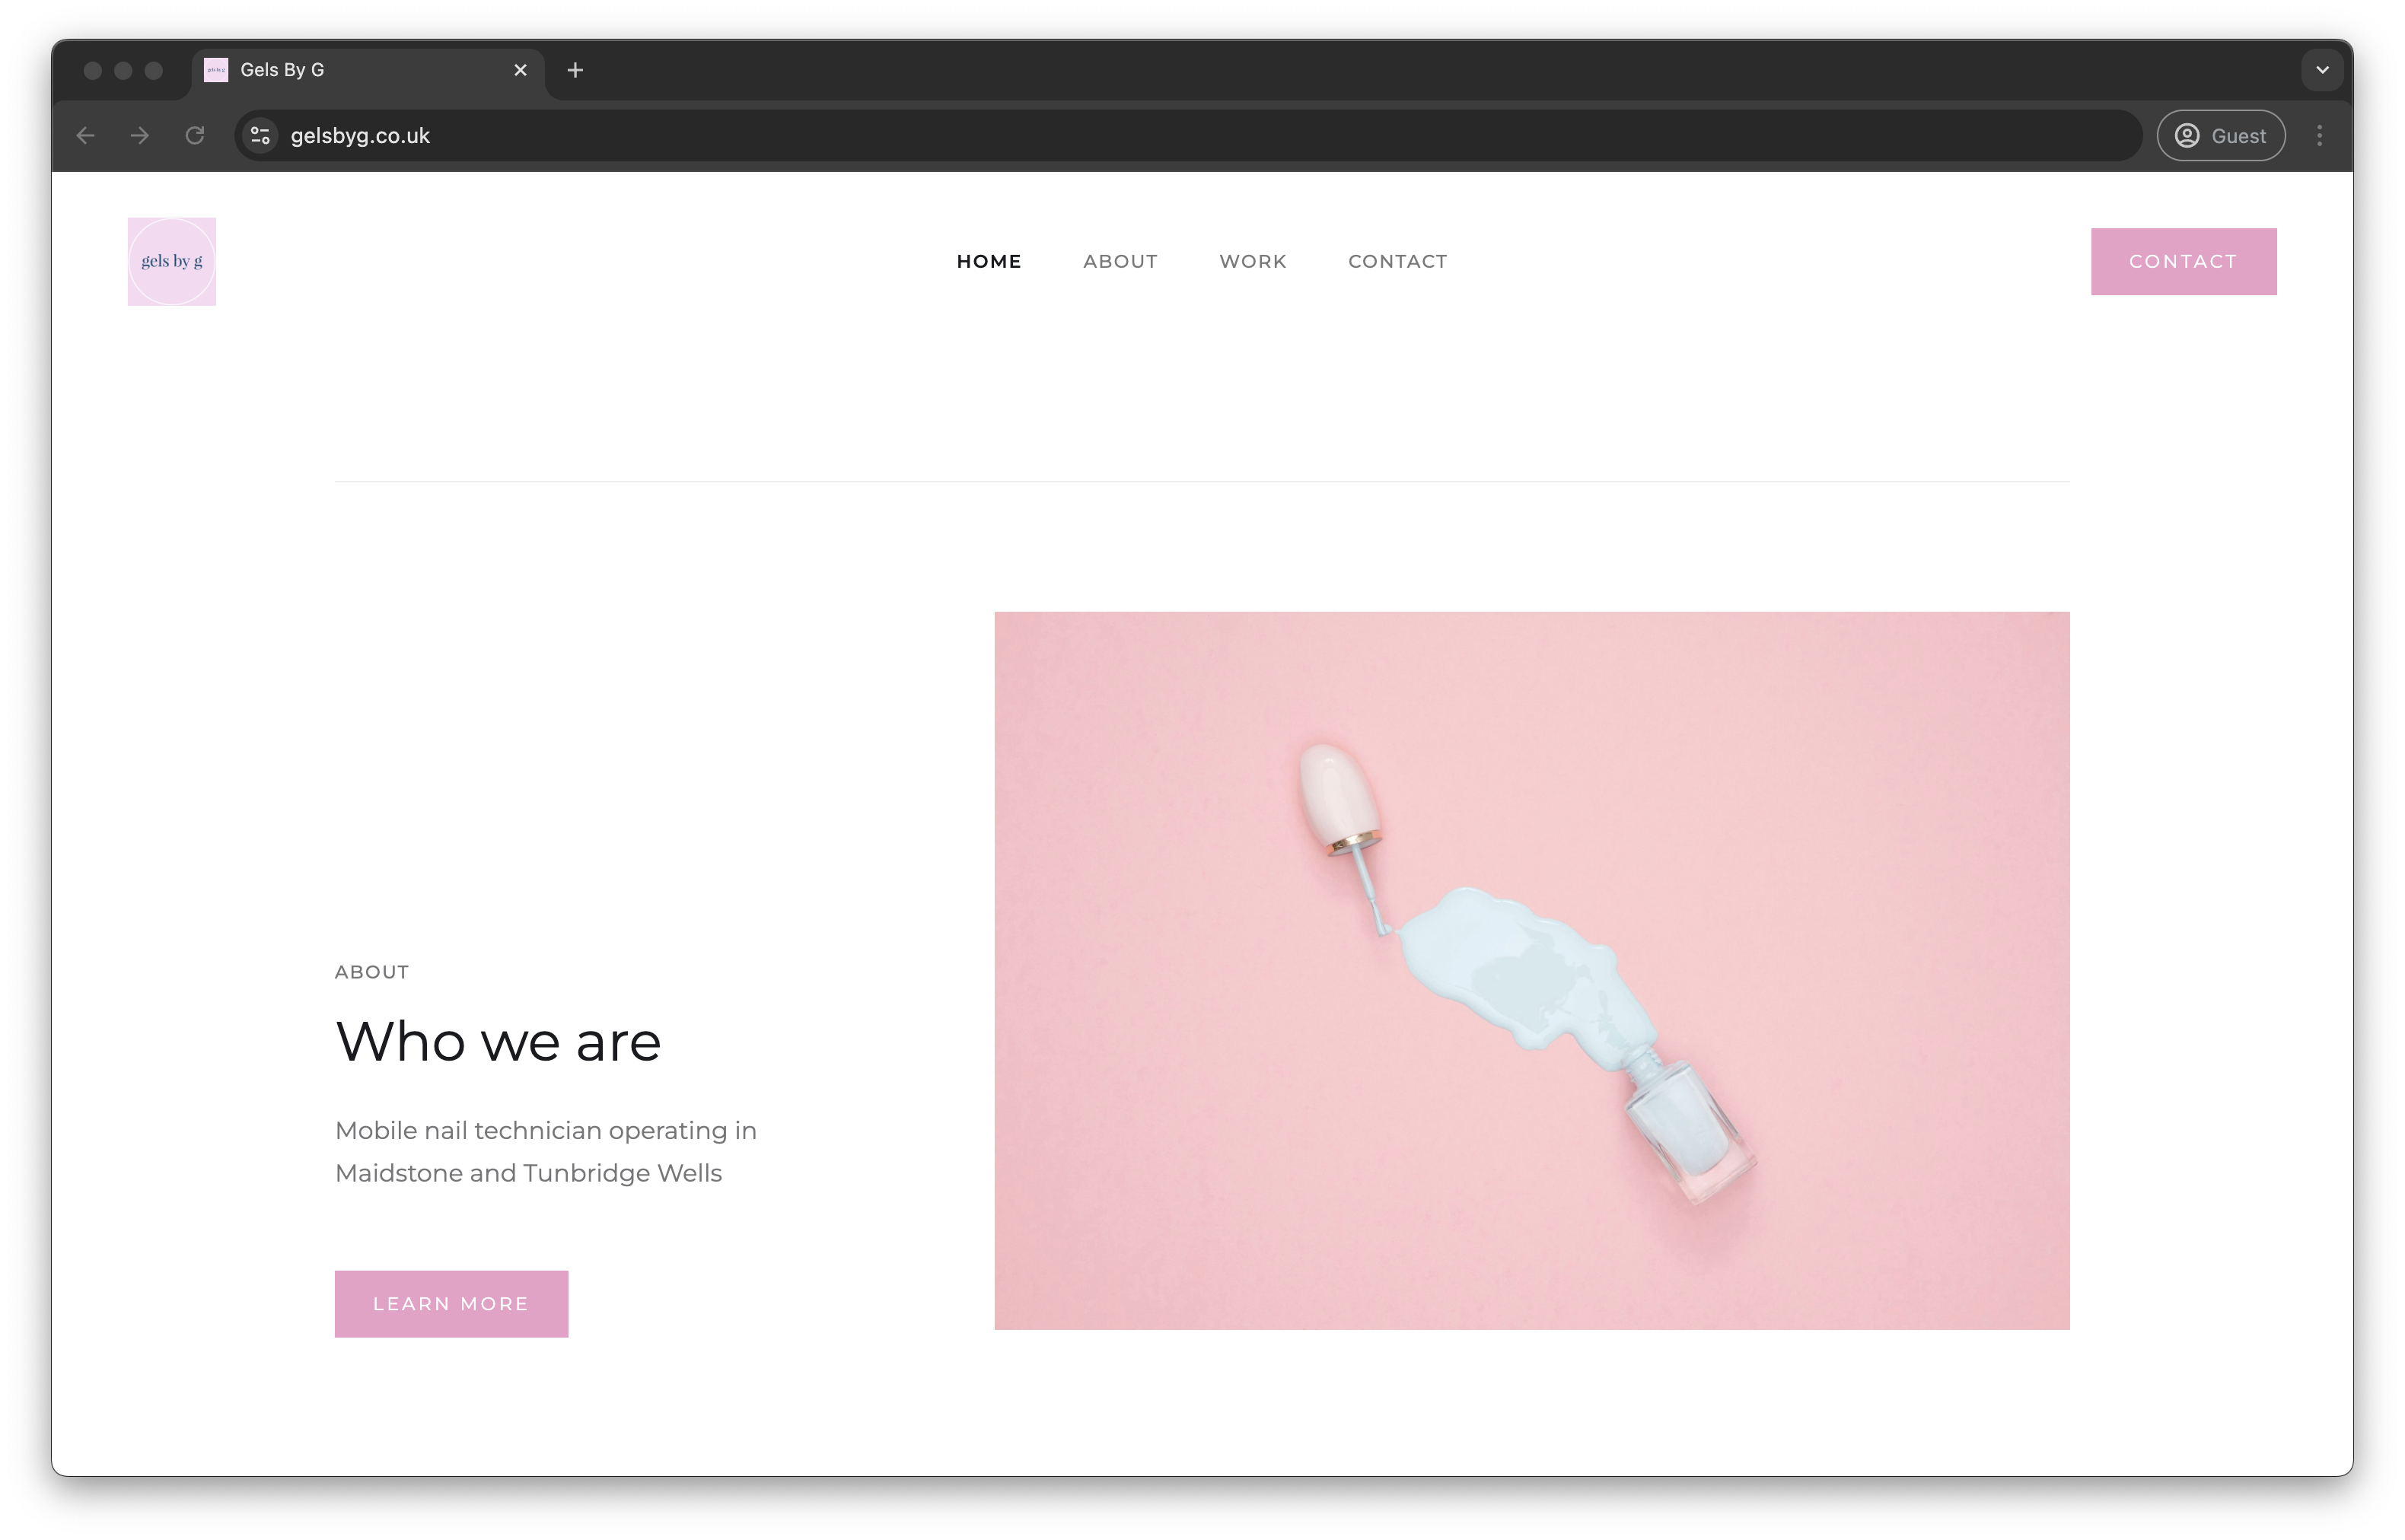 Gels By G
gelsbyg.co.uk
Guest
gels by g
HOME
ABOUT
WORK
CONTACT
CONTACT
ABOUT
Who we are
Mobile nail technician operating in
Maidstone and Tunbridge Wells
LEARN MORE